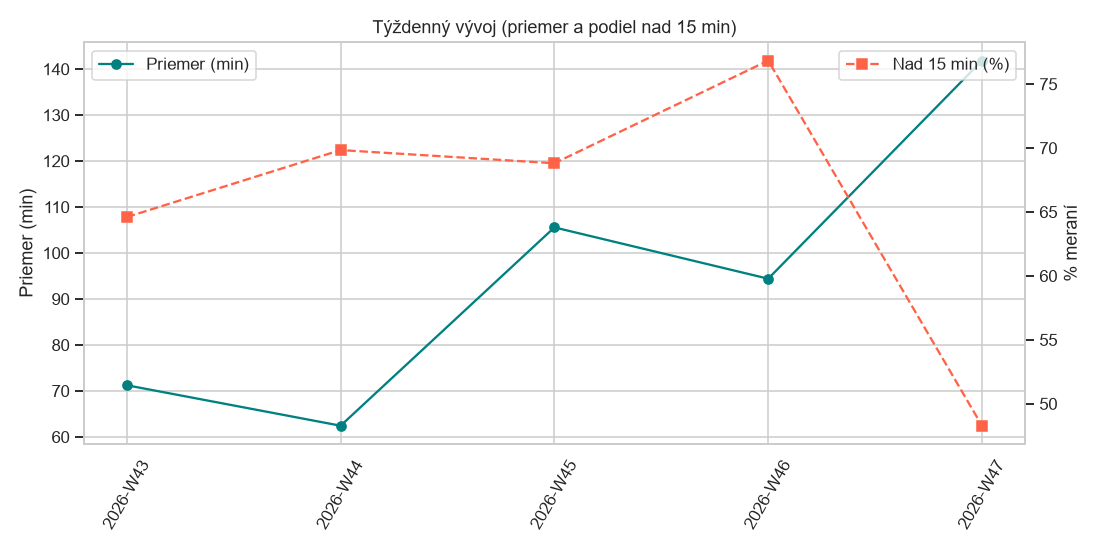 Týždenný vývoj (priemer a podiel nad 15 min)
Priemer (min)
Nad 15 min (%)
Priemer (min)
140
130
120
110
100
90
80
70
60
% meraní
75
70
65
60
55
50
2026-W43
2026-W44
2026-W45
2026-W46
2026-W47